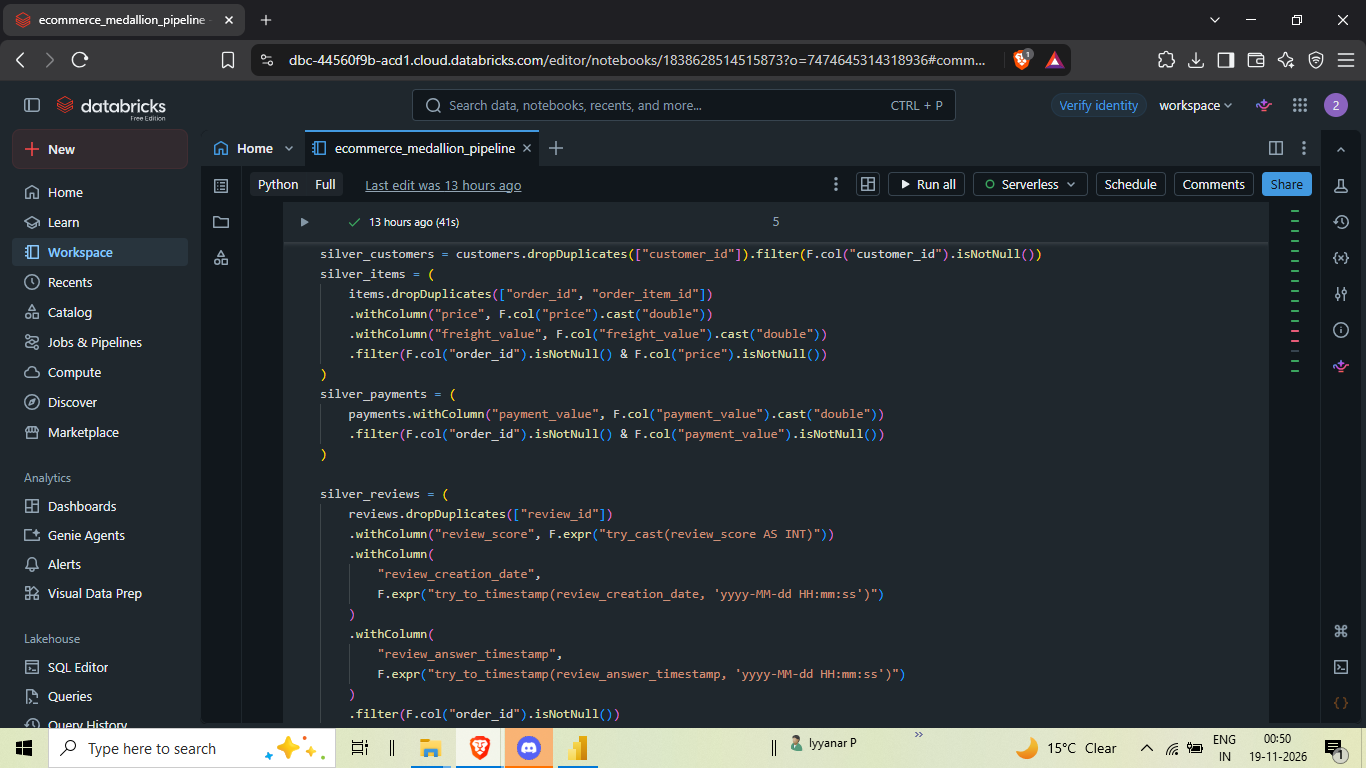 ecommerce_medallion_pipeline
dbc-44560f9b-acd1.cloud.databricks.com/editor/notebooks/1838628514515873?o=7474645314318936#comm...
1
databricks
Free Edition
Search data, notebooks, recents, and more...
CTRL + P
Verify identity
workspace
2
New
Home
Learn
Workspace
Recents
Catalog
Jobs & Pipelines
Compute
Discover
Marketplace
Analytics
Dashboards
Genie Agents
Alerts
Visual Data Prep
Lakehouse
SQL Editor
Queries
Query History
Home
ecommerce_medallion_pipeline
Python
Full
Last edit was 13 hours ago
Run all
Serverless
Schedule
Comments
Share
13 hours ago (41s)
5
silver_customers = customers.dropDuplicates(["customer_id"]).filter(F.col("customer_id").isNotNull())
silver_items = (
items.dropDuplicates(["order_id", "order_item_id"])
.withColumn("price", F.col("price").cast("double"))
.withColumn("freight_value", F.col("freight_value").cast("double"))
.filter(F.col("order_id").isNotNull() & F.col("price").isNotNull())
)
silver_payments = (
payments.withColumn("payment_value", F.col("payment_value").cast("double"))
.filter(F.col("order_id").isNotNull() & F.col("payment_value").isNotNull())
)
silver_reviews = (
reviews.dropDuplicates(["review_id"])
.withColumn("review_score", F.expr("try_cast(review_score AS INT)"))
.withColumn(
"review_creation_date",
F.expr("try_to_timestamp(review_creation_date, 'yyyy-MM-dd HH:mm:ss')")
)
.withColumn(
"review_answer_timestamp",
F.expr("try_to_timestamp(review_answer_timestamp, 'yyyy-MM-dd HH:mm:ss')")
)
.filter(F.col("order_id").isNotNull())
Type here to search
Iyyanar P
15°C Clear
ENG
IN
00:50
19-11-2026
1